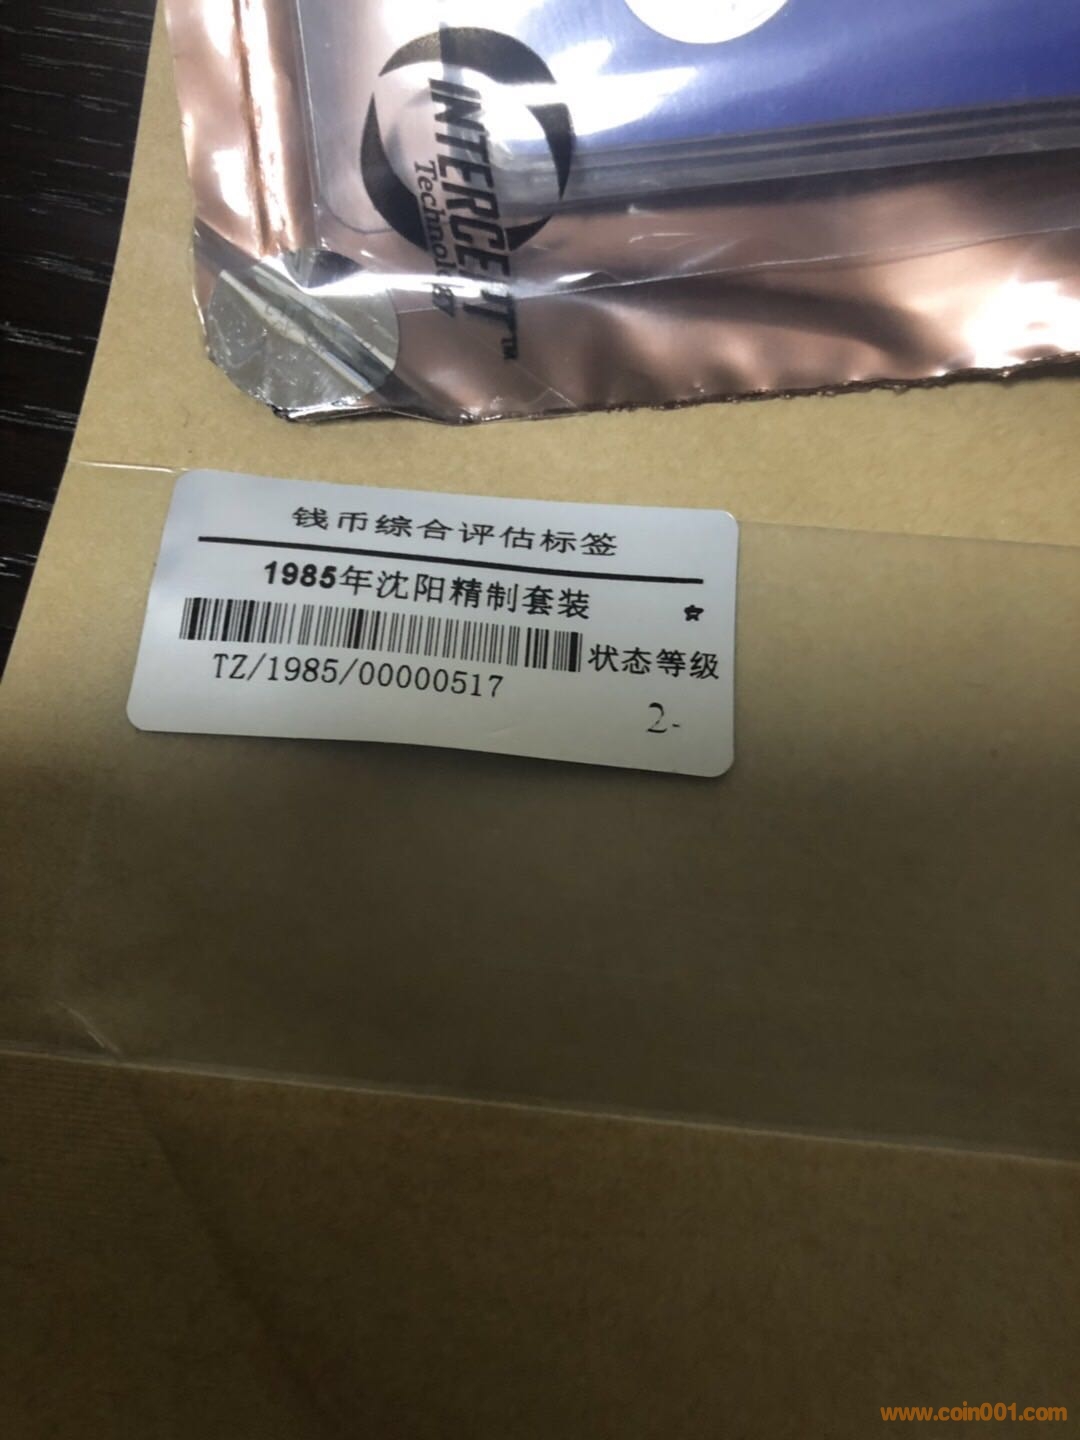 INTERCEPT™
Technology
钱币综合评估标签
1985年沈阳精制套装
TZ/1985/00000517
状态等级
2-
www.coin001.com